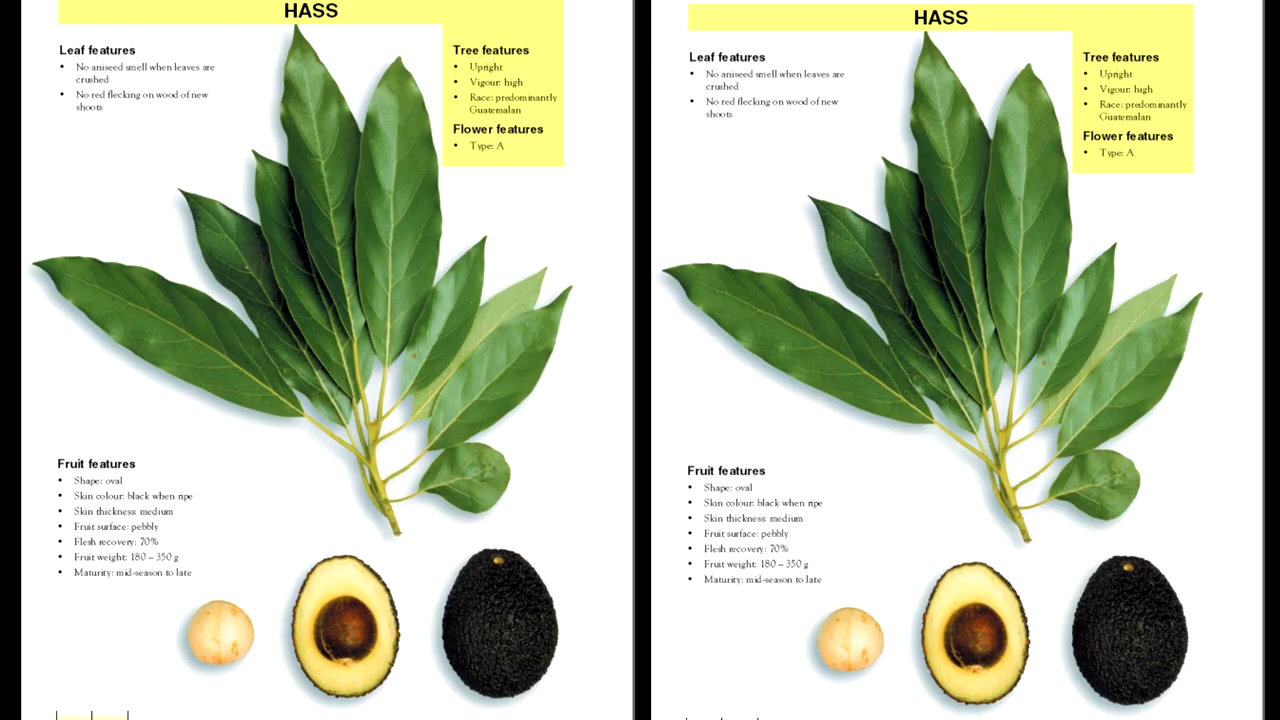 HASS
Leaf features
• No aniseed smell when leaves are
crushed
• No red flecking on wood of new
shoots
Tree features
• Upright
• Vigour: high
• Race: predominantly
Guatemalan
Flower features
• Type: A
Fruit features
• Shape: oval
• Skin colour: black when ripe
• Skin thickness: medium
• Fruit surface: pebbly
• Flesh recovery: 70%
• Fruit weight: 180 – 350 g
• Maturity: mid-season to late
HASS
Leaf features
• No aniseed smell when leaves are
crushed
• No red flecking on wood of new
shoots
Tree features
• Upright
• Vigour: high
• Race: predominantly
Guatemalan
Flower features
• Type: A
Fruit features
• Shape: oval
• Skin colour: black when ripe
• Skin thickness: medium
• Fruit surface: pebbly
• Flesh recovery: 70%
• Fruit weight: 180 – 350 g
• Maturity: mid-season to late